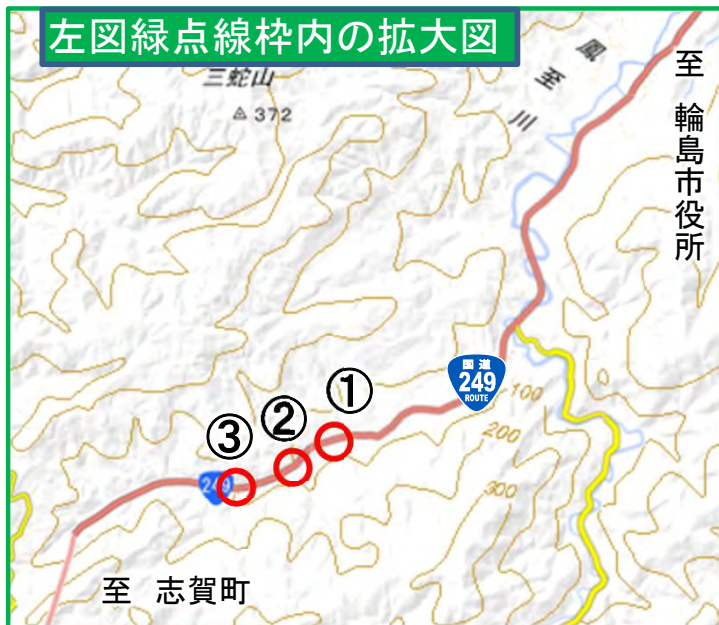 左図緑点線枠内の拡大図
三蛇山
372
鳳至川
至 輪島市役所
国道
249
ROUTE
100
200
300
①
②
③
249
至 志賀町